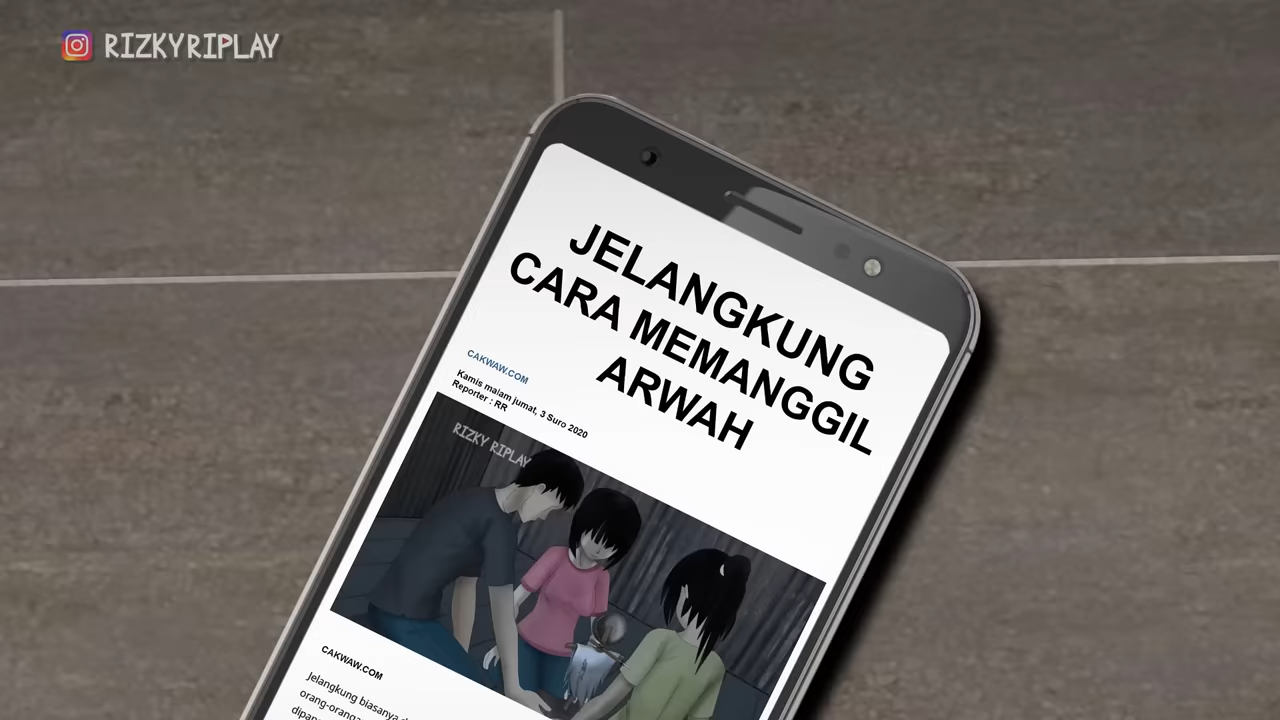 RIZKYRIPLAY
JELANGKUNG
CARA MEMANGGIL
ARWAH
CAKWAW.COM
Kamis malam jumat, 3 Suro 2020
Reporter : RR
RIZKY RIPLAY
CAKWAW.COM
Jelangkung biasanya